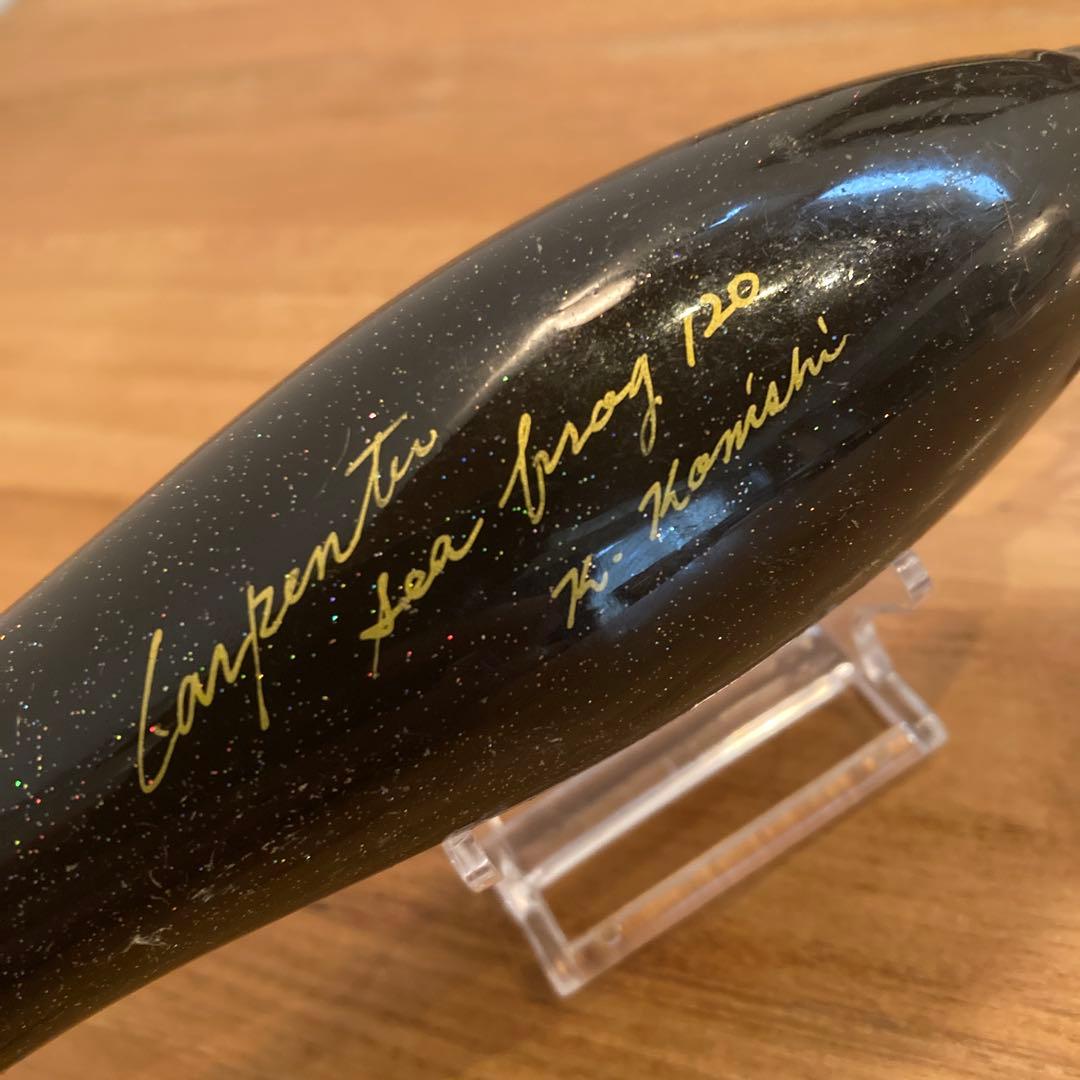 Carpenter
Sea frog 120
K. Konishi